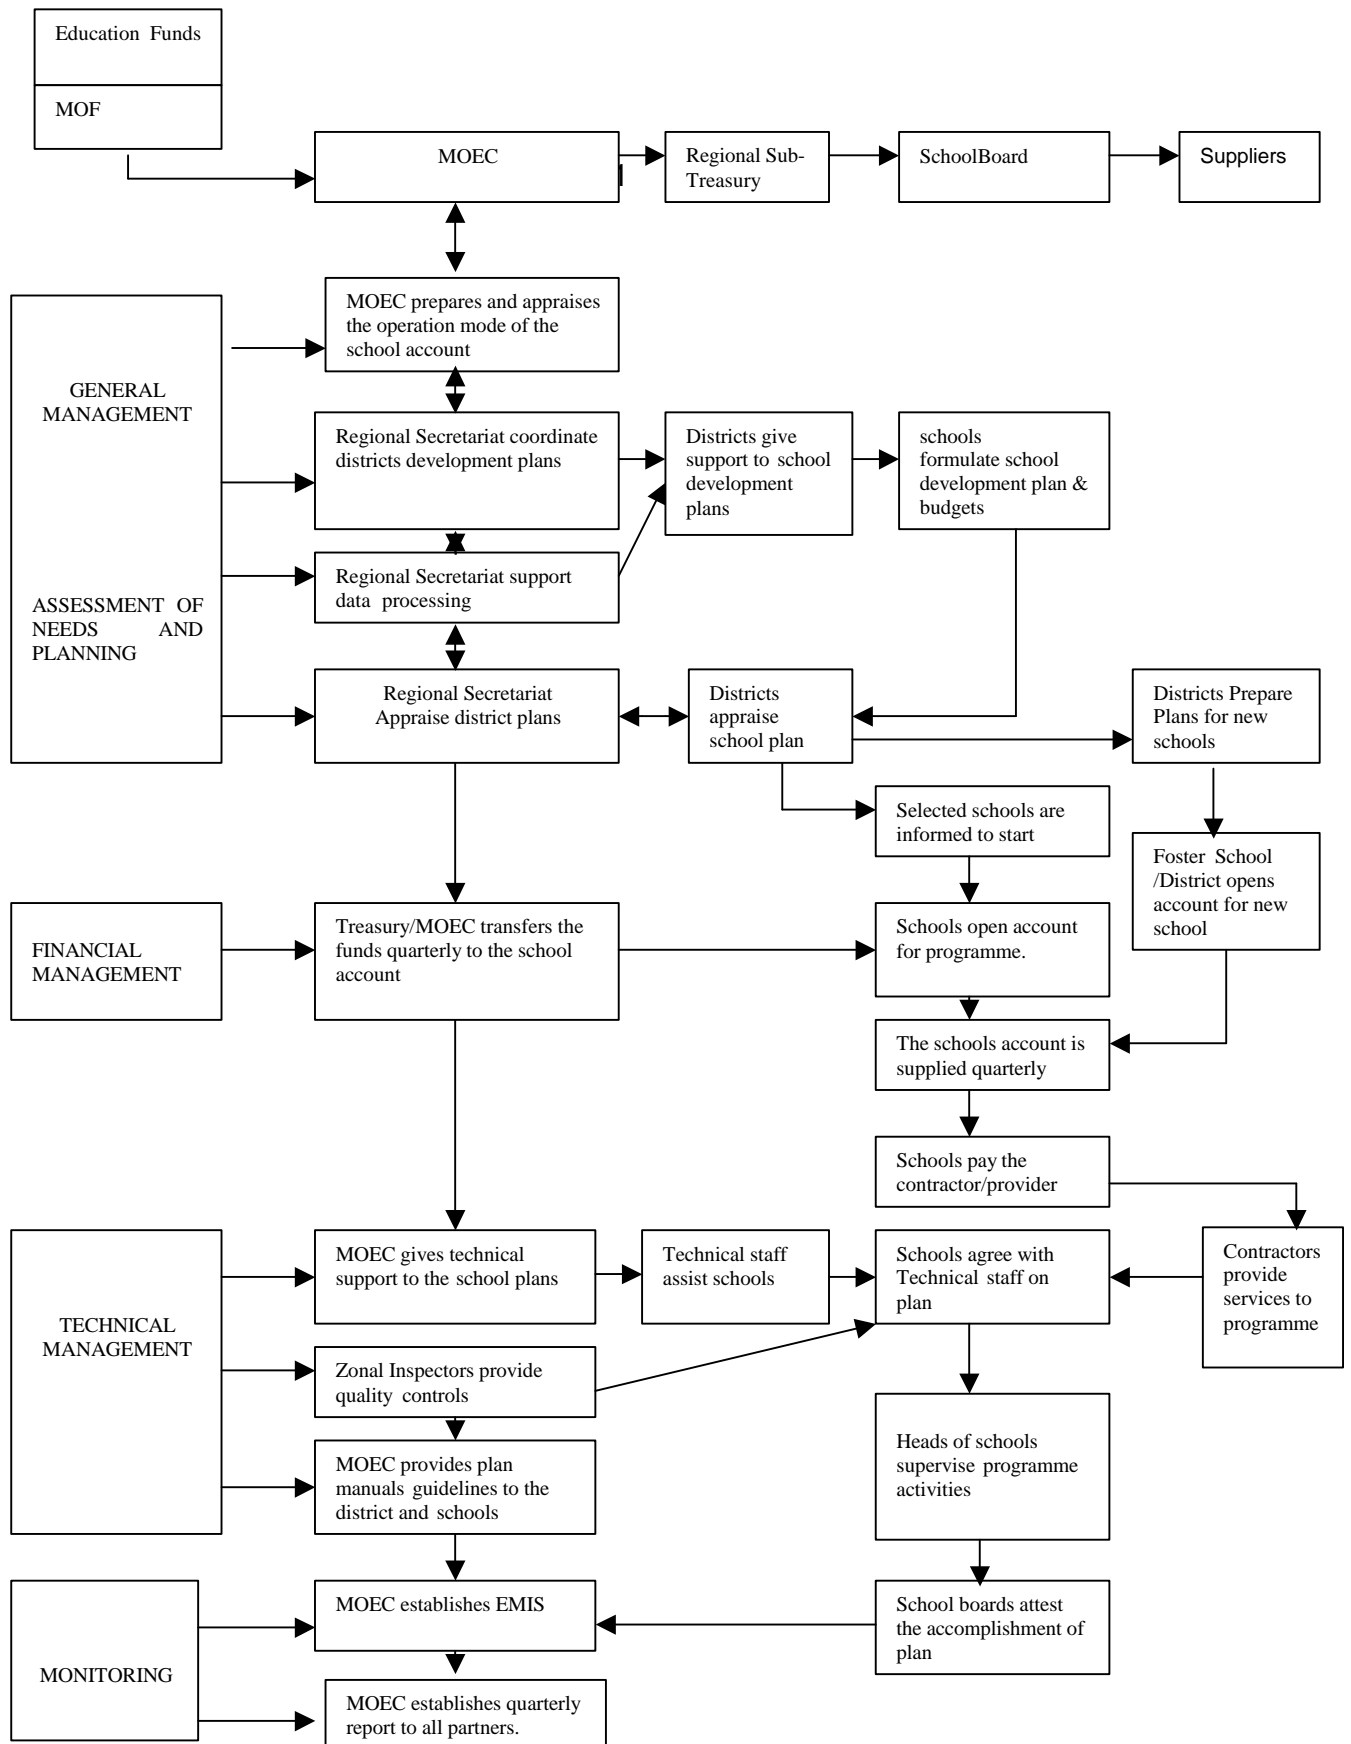 Education Funds
MOF
MOEC
Regional Sub-
Treasury
SchoolBoard
Suppliers
MOEC prepares and appraises
the operation mode of the
school account
GENERAL
MANAGEMENT
Regional Secretariat coordinate
districts development plans
Districts give
support to school
development
plans
schools
formulate school
development plan &
budgets
Regional Secretariat support
data processing
ASSESSMENT OF
NEEDS AND
PLANNING
Regional Secretariat
Appraise district plans
Districts
appraise
school plan
Districts Prepare
Plans for new
schools
Selected schools are
informed to start
Foster School
/District opens
account for new
school
FINANCIAL
MANAGEMENT
Treasury/MOEC transfers the
funds quarterly to the school
account
Schools open account
for programme.
The schools account is
supplied quarterly
Schools pay the
contractor/provider
MOEC gives technical
support to the school plans
Technical staff
assist schools
Schools agree with
Technical staff on
plan
Contractors
provide
services to
programme
TECHNICAL
MANAGEMENT
Zonal Inspectors provide
quality controls
MOEC provides plan
manuals guidelines to the
district and schools
Heads of schools
supervise programme
activities
MOEC establishes EMIS
School boards attest
the accomplishment of
plan
MONITORING
MOEC establishes quarterly
report to all partners.